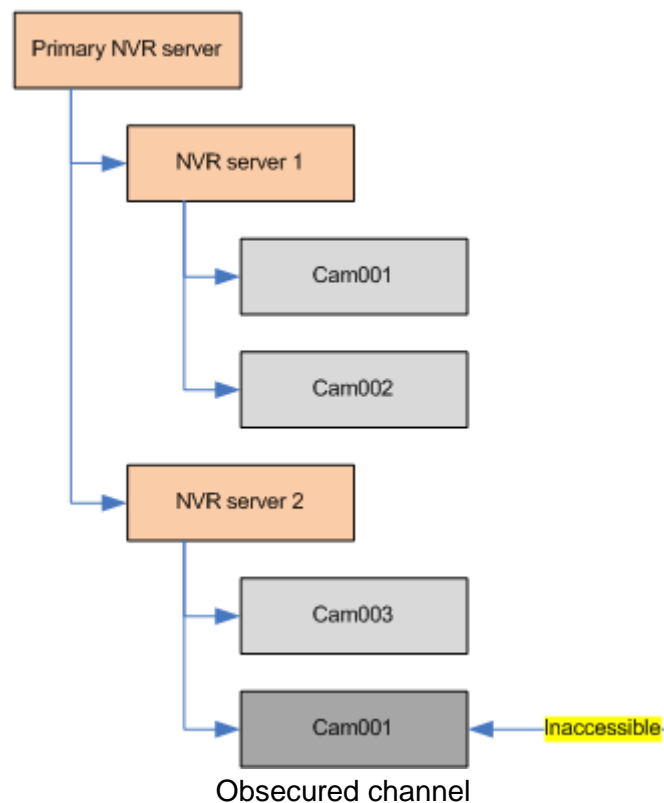 Primary NVR server
NVR server 1
Cam001
Cam002
NVR server 2
Cam003
Cam001
Inaccessible
Obsecured channel